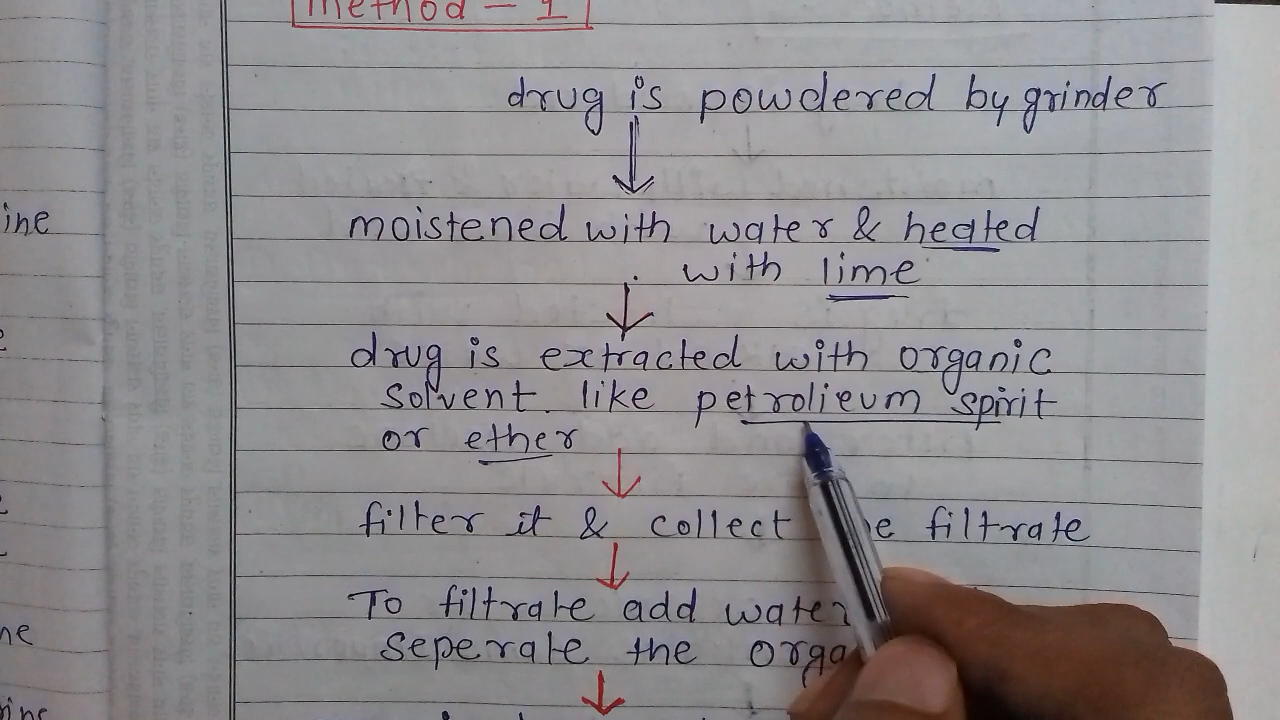 Method - 1
drug is powdered by grinder
moistened with water & heated
with lime
drug is extracted with organic
solvent. like petrolieum spirit
or ether
filter it & collect filtrate
To filtrate add water
seperate the
ine
ne